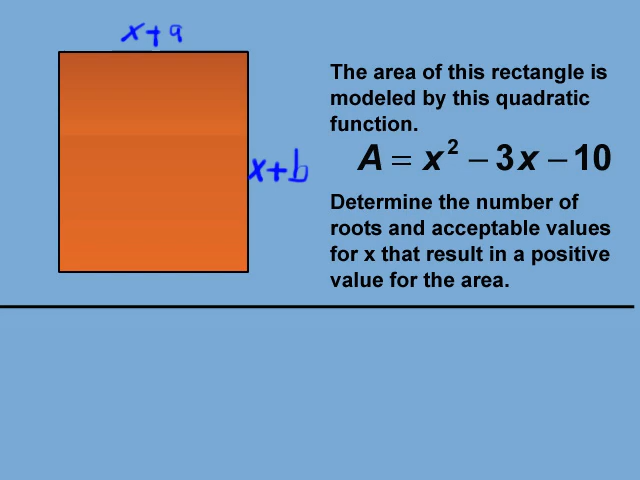 x+a
x+b
The area of this rectangle is
modeled by this quadratic
function.
A = x² − 3x − 10
Determine the number of
roots and acceptable values
for x that result in a positive
value for the area.